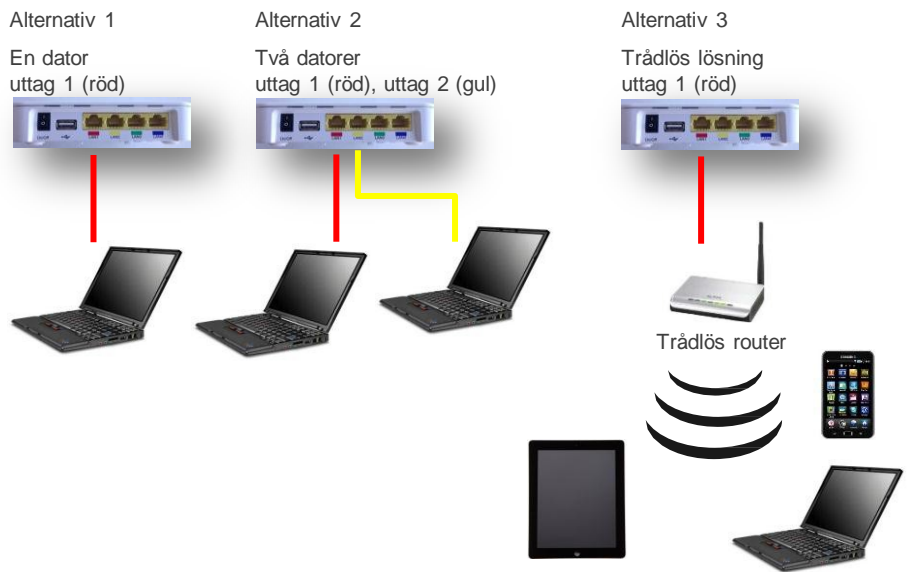 Alternativ 1
En dator
uttag 1 (röd)
Alternativ 2
Två datorer
uttag 1 (röd), uttag 2 (gul)
Alternativ 3
Trådlös lösning
uttag 1 (röd)
Trådlös router